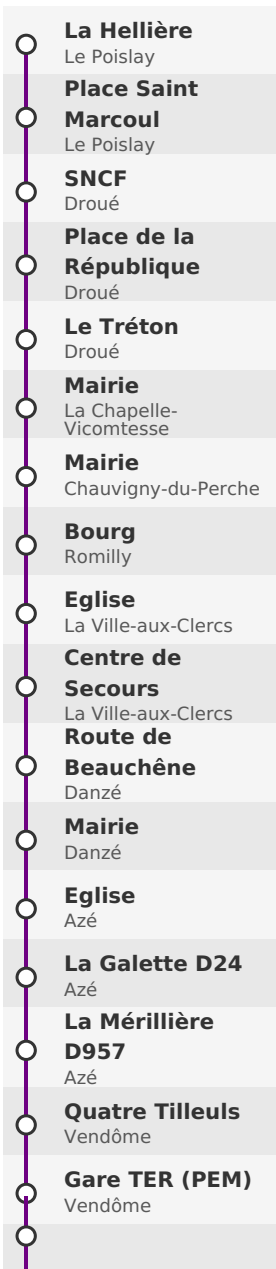 La Hellière
Le Poislay
Place Saint
Marcoul
Le Poislay
SNCF
Droué
Place de la
République
Droué
Le Tréton
Droué
Mairie
La Chapelle-
Vicomtesse
Mairie
Chauvigny-du-Perche
Bourg
Romilly
Eglise
La Ville-aux-Clercs
Centre de
Secours
La Ville-aux-Clercs
Route de
Beauchêne
Danzé
Mairie
Danzé
Eglise
Azé
La Galette D24
Azé
La Mérillière
D957
Azé
Quatre Tilleuls
Vendôme
Gare TER (PEM)
Vendôme